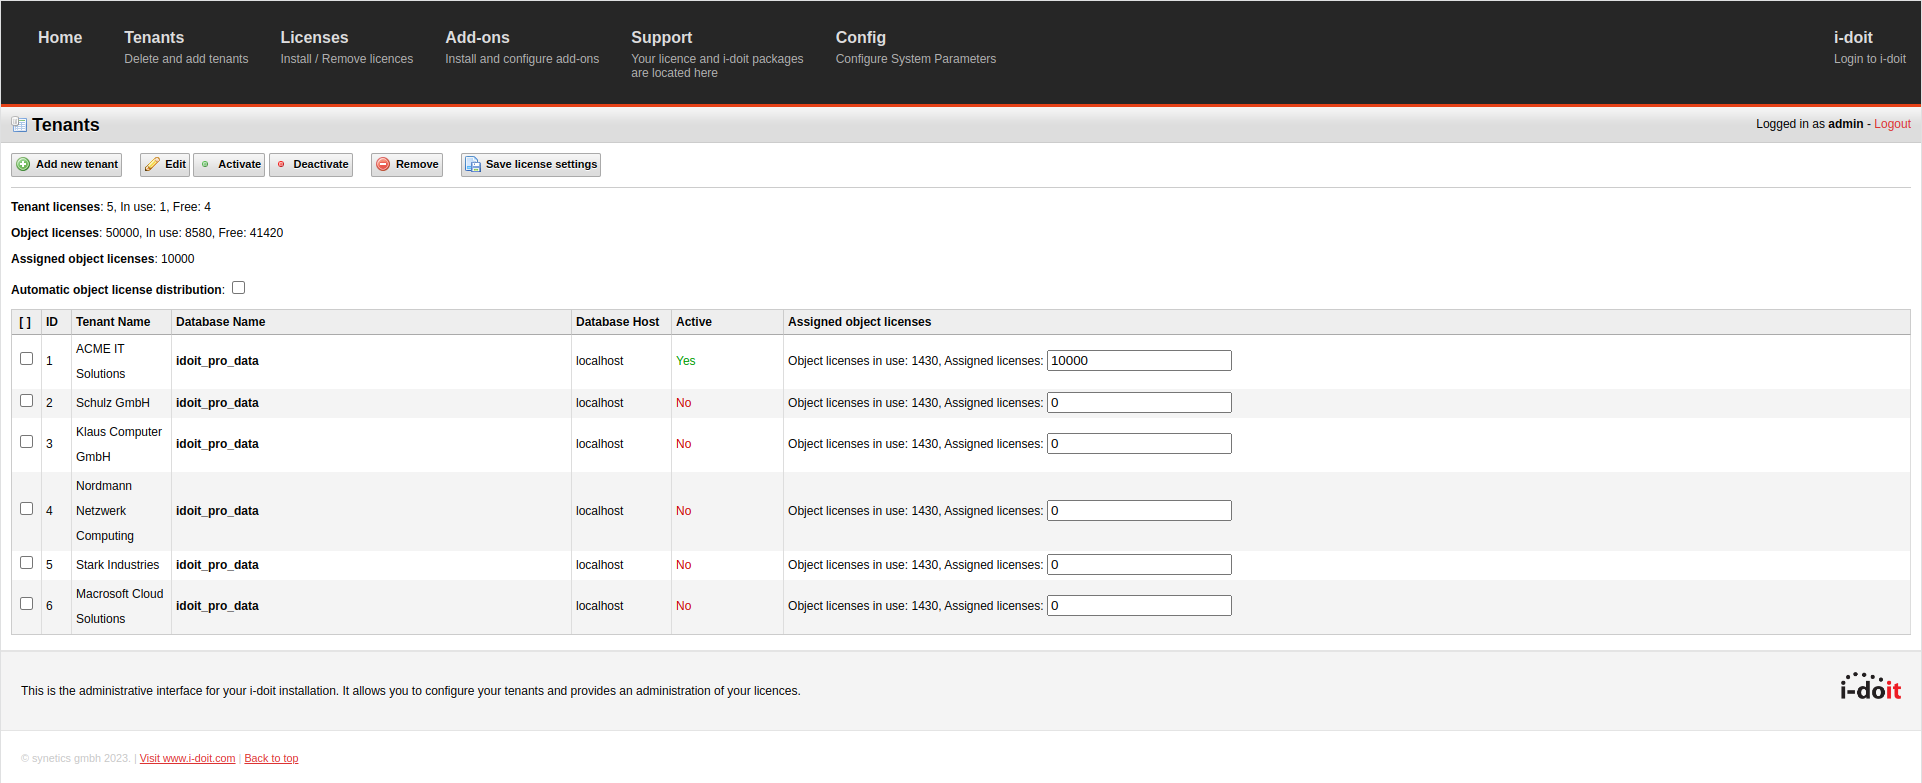 Home
Tenants
Delete and add tenants
Licenses
Install / Remove licences
Add-ons
Install and configure add-ons
Support
Your licence and i-doit packages
are located here
Config
Configure System Parameters
i-doit
Login to i-doit
Tenants
Logged in as admin - Logout
Add new tenant Edit Activate Deactivate Remove Save license settings
Tenant licenses: 5, In use: 1, Free: 4
Object licenses: 50000, In use: 8580, Free: 41420
Assigned object licenses: 10000
Automatic object license distribution:
[ ] ID Tenant Name Database Name Database Host Active Assigned object licenses
1 ACME IT Solutions idoit_pro_data localhost Yes Object licenses in use: 1430, Assigned licenses: 10000
2 Schulz GmbH idoit_pro_data localhost No Object licenses in use: 1430, Assigned licenses: 0
3 Klaus Computer GmbH idoit_pro_data localhost No Object licenses in use: 1430, Assigned licenses: 0
4 Nordmann Netzwerk Computing idoit_pro_data localhost No Object licenses in use: 1430, Assigned licenses: 0
5 Stark Industries idoit_pro_data localhost No Object licenses in use: 1430, Assigned licenses: 0
6 Macrosoft Cloud Solutions idoit_pro_data localhost No Object licenses in use: 1430, Assigned licenses: 0
This is the administrative interface for your i-doit installation. It allows you to configure your tenants and provides an administration of your licences.
i-doit
© synetics gmbh 2023. | Visit www.i-doit.com | Back to top